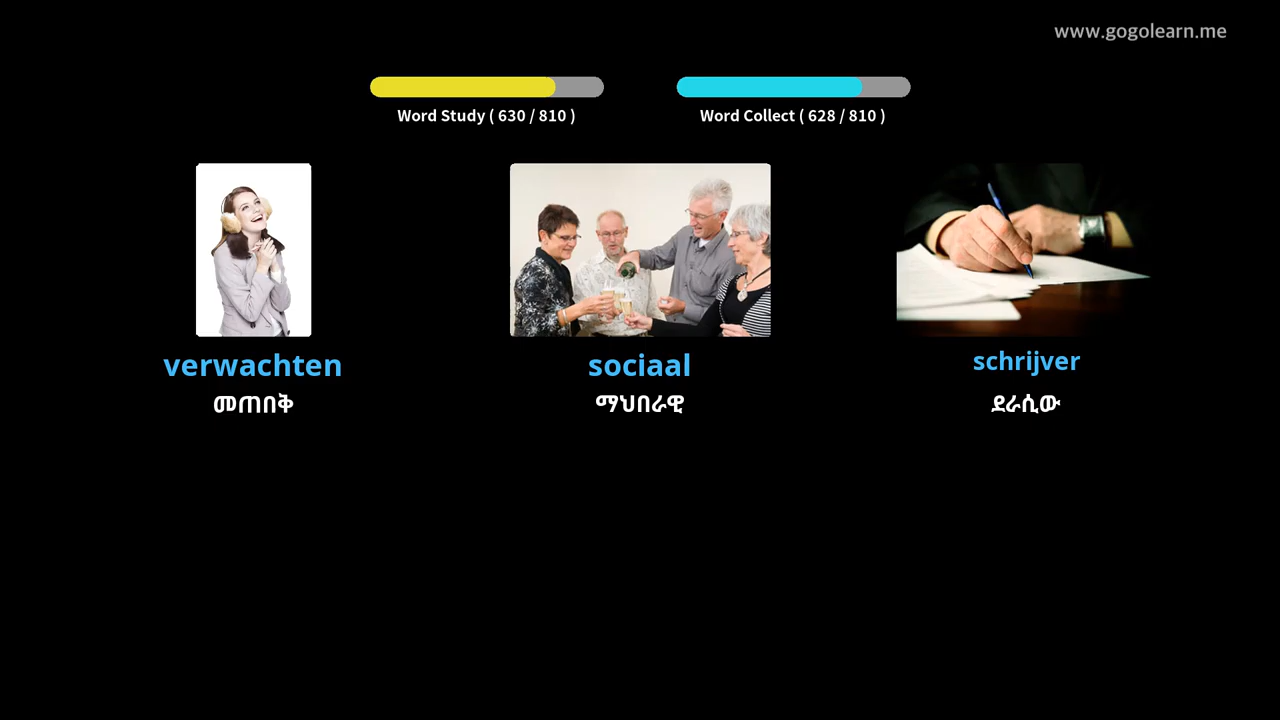 www.gogolearn.me
Word Study ( 630 / 810 )
Word Collect ( 628 / 810 )
verwachten
sociaal
schrijver
መጠበቅ
ማህበራዊ
ደራሲው